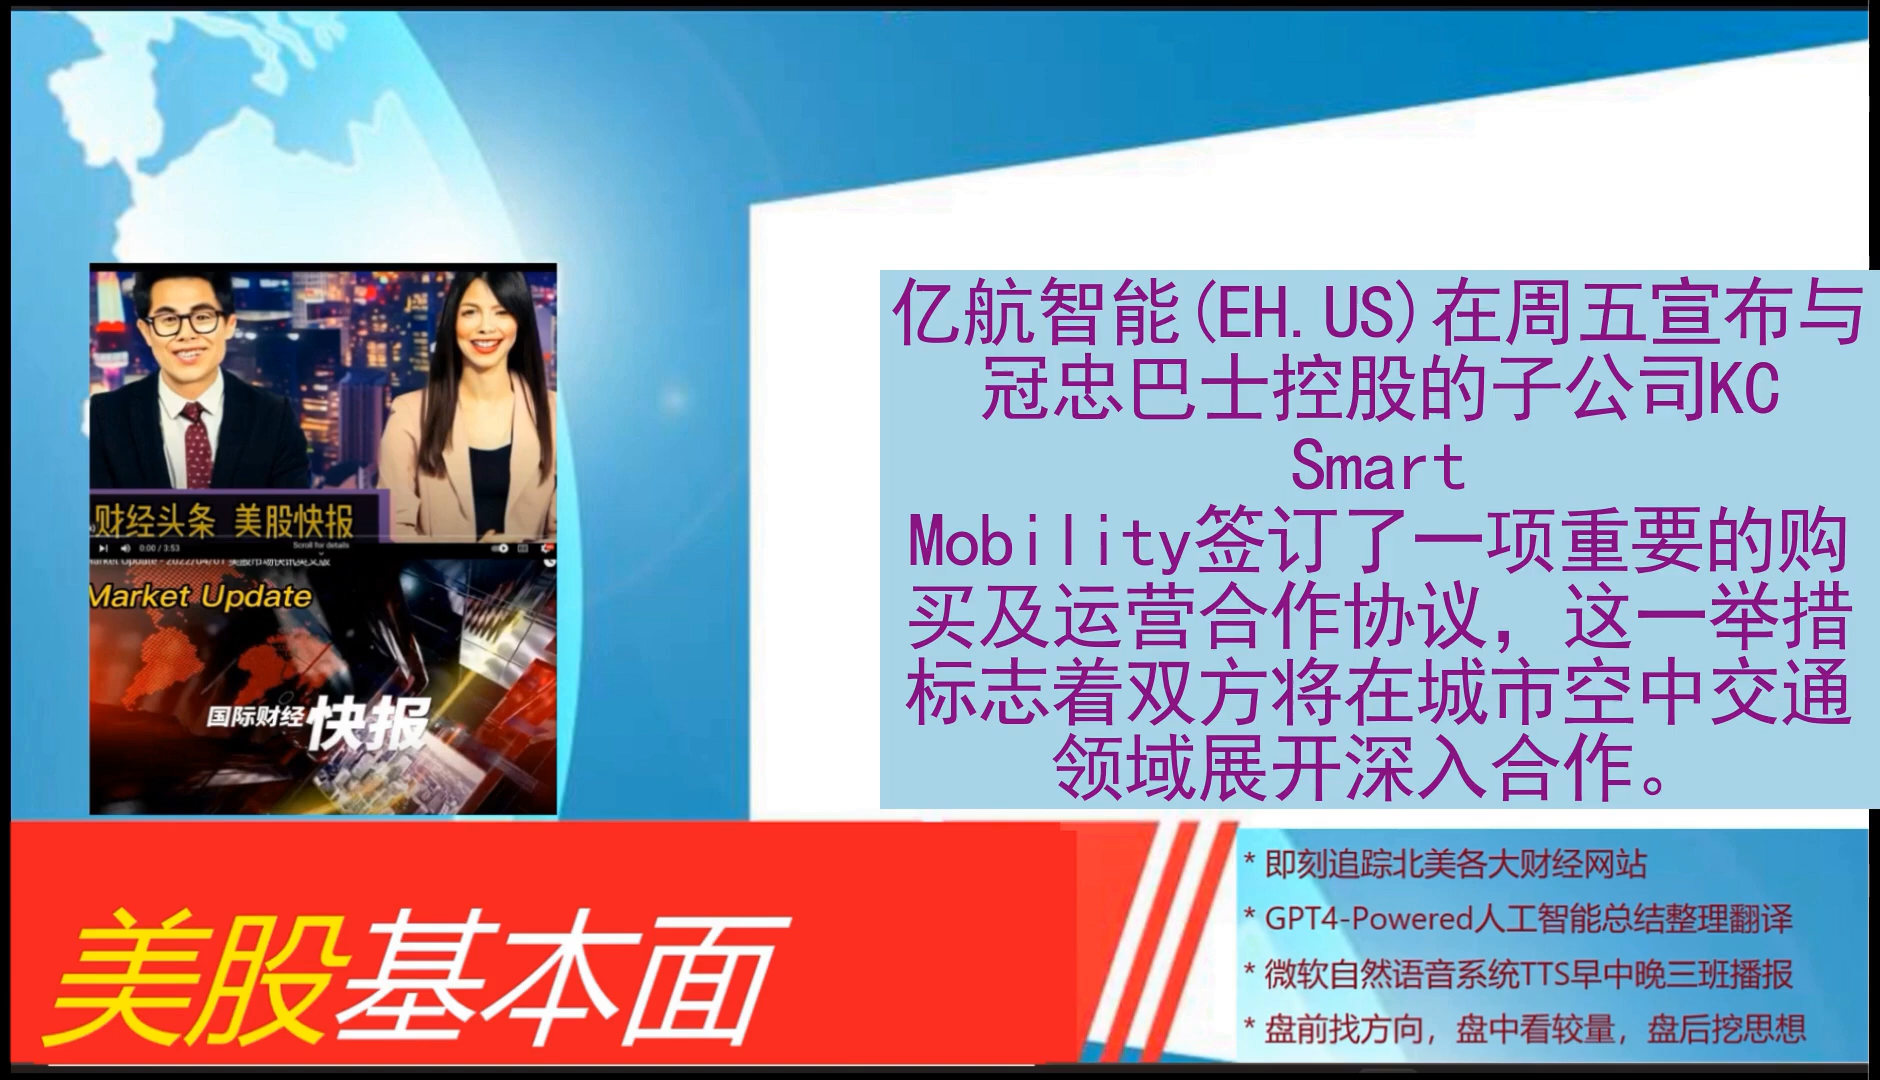 亿航智能(EH.US)在周五宣布与
冠忠巴士控股的子公司KC
Smart
Mobility签订了一项重要的购
买及运营合作协议，这一举措
标志着双方将在城市空中交通
领域展开深入合作。
财经头条 美股快报
0:00 / 3:53
Scroll for details
Market Update
国际财经快报
美股基本面
* 即刻追踪北美各大财经网站
* GPT4-Powered人工智能总结整理翻译
* 微软自然语音系统TTS早中晚三班播报
* 盘前找方向，盘中看较量，盘后挖思想